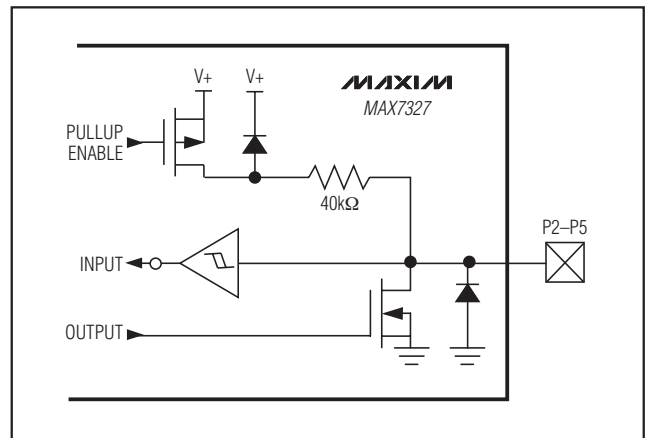 V+ V+
MAXIM
MAX7327
PULLUP
ENABLE
40kΩ
P2–P5
INPUT
OUTPUT